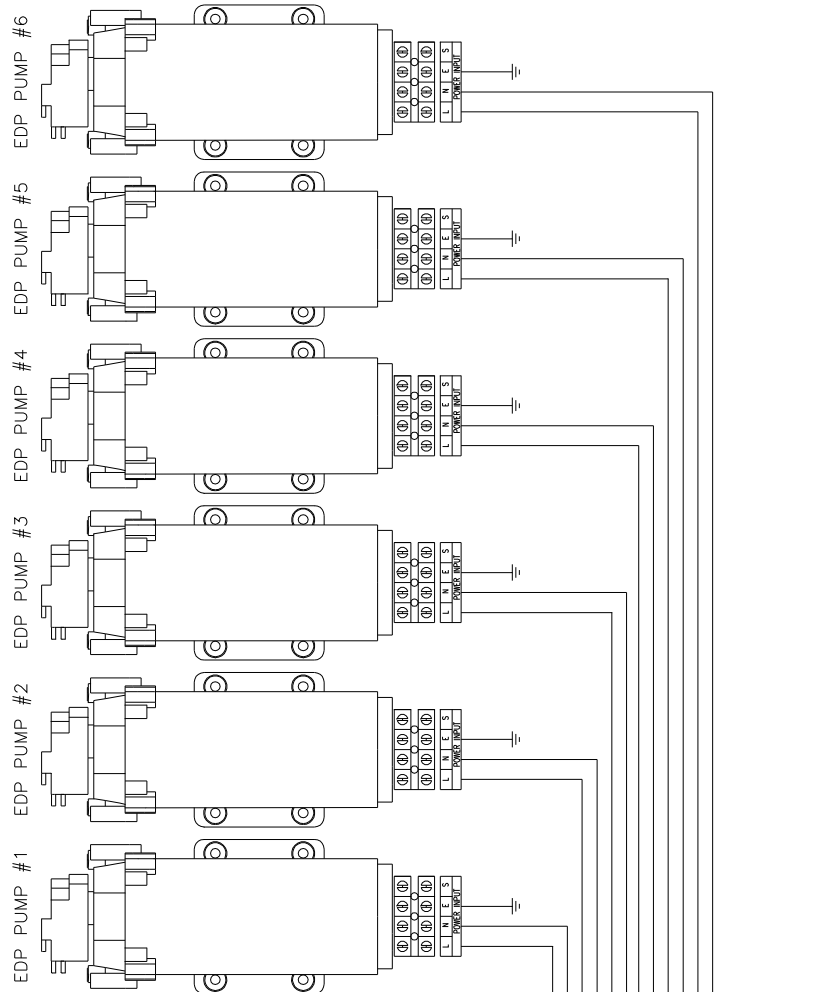 EDP PUMP #6
S
E
N
L
POWER INPUT
EDP PUMP #5
S
E
N
L
POWER INPUT
EDP PUMP #4
S
E
N
L
POWER INPUT
EDP PUMP #3
S
E
N
L
POWER INPUT
EDP PUMP #2
S
E
N
L
POWER INPUT
EDP PUMP #1
S
E
N
L
POWER INPUT